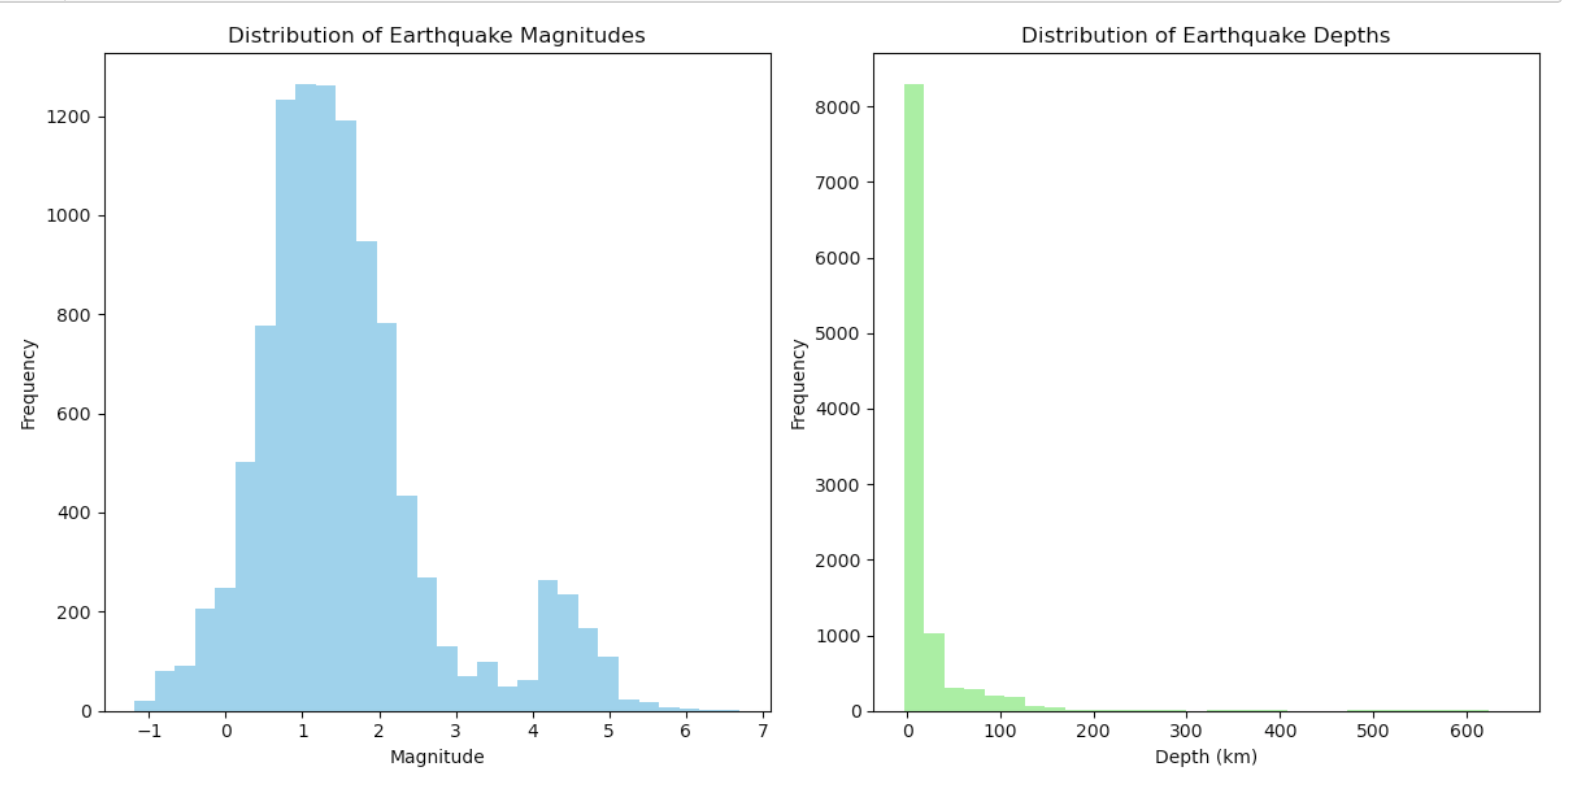 Distribution of Earthquake Magnitudes
Frequency
1200
1000
800
600
400
200
0
−1 0 1 2 3 4 5 6 7
Magnitude
Distribution of Earthquake Depths
Frequency
8000
7000
6000
5000
4000
3000
2000
1000
0
0 100 200 300 400 500 600
Depth (km)